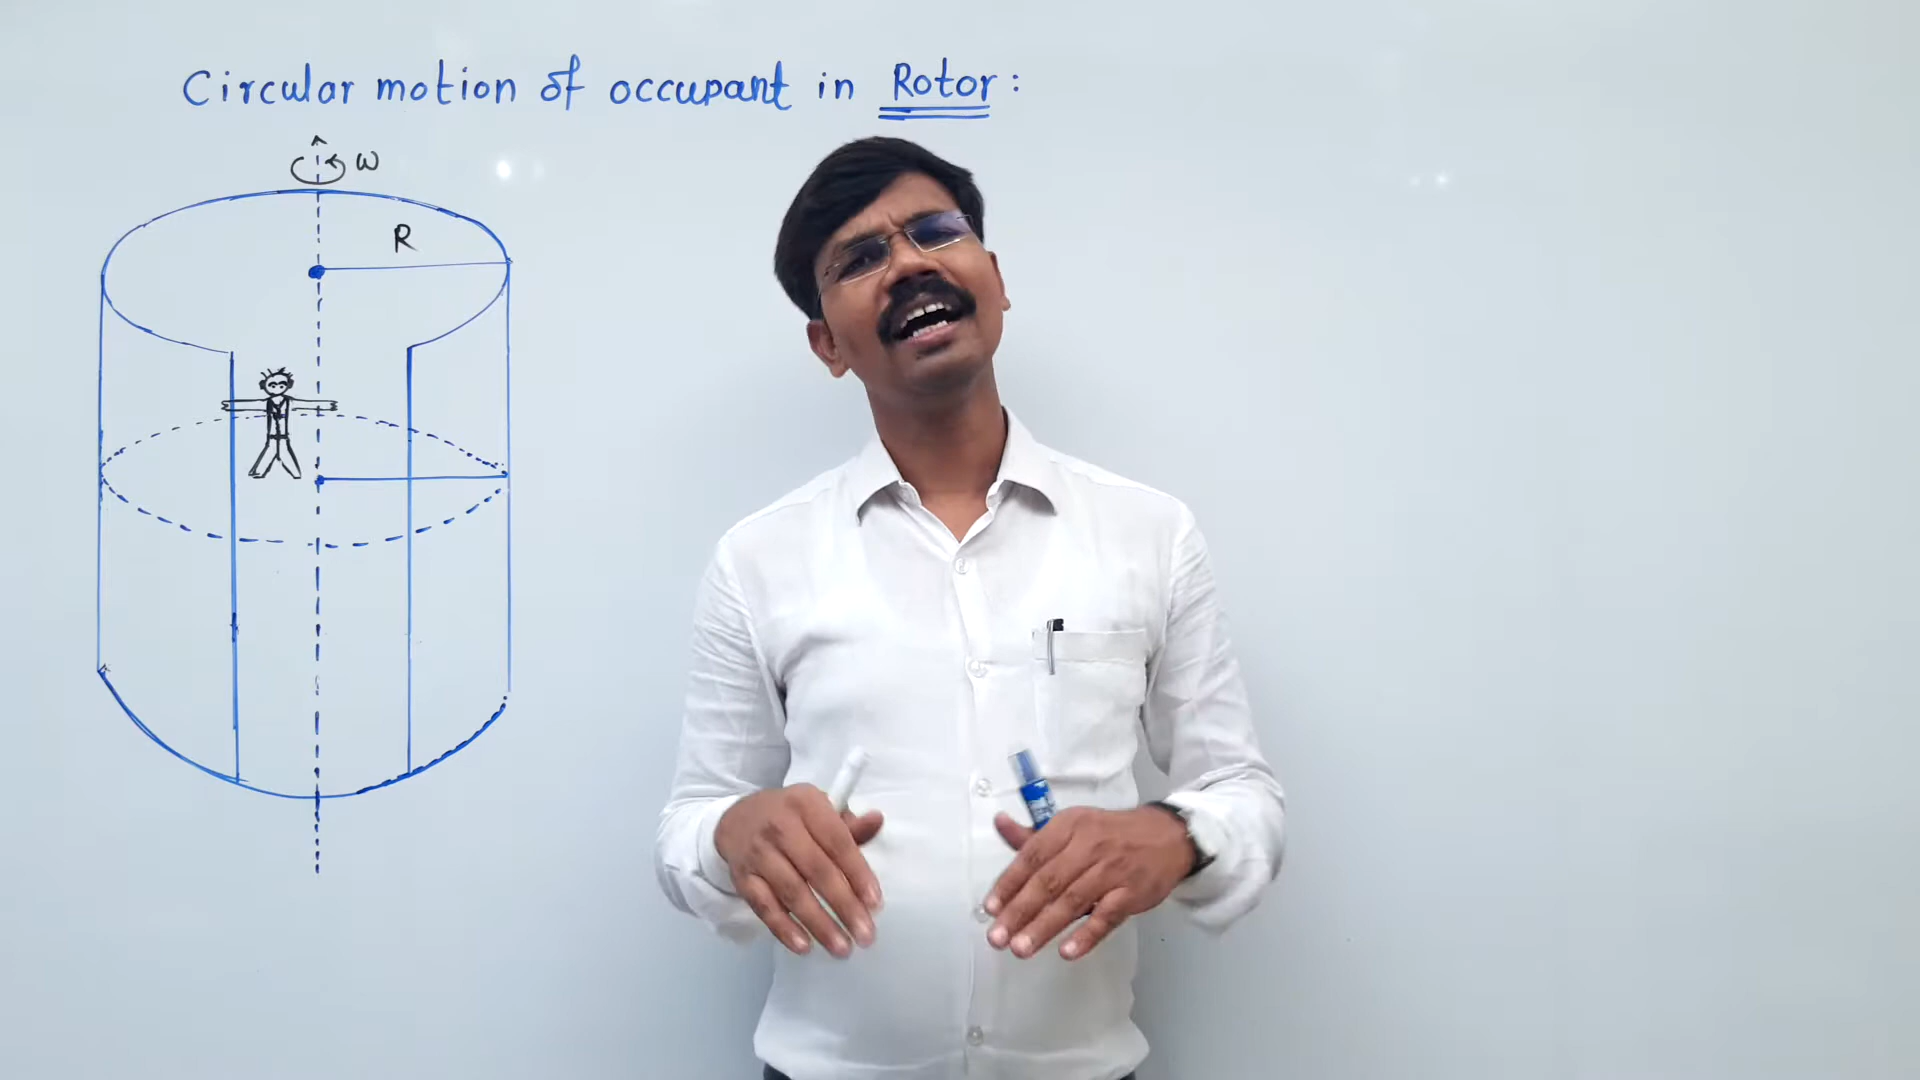 Circular motion of occupant in Rotor:
ω
R